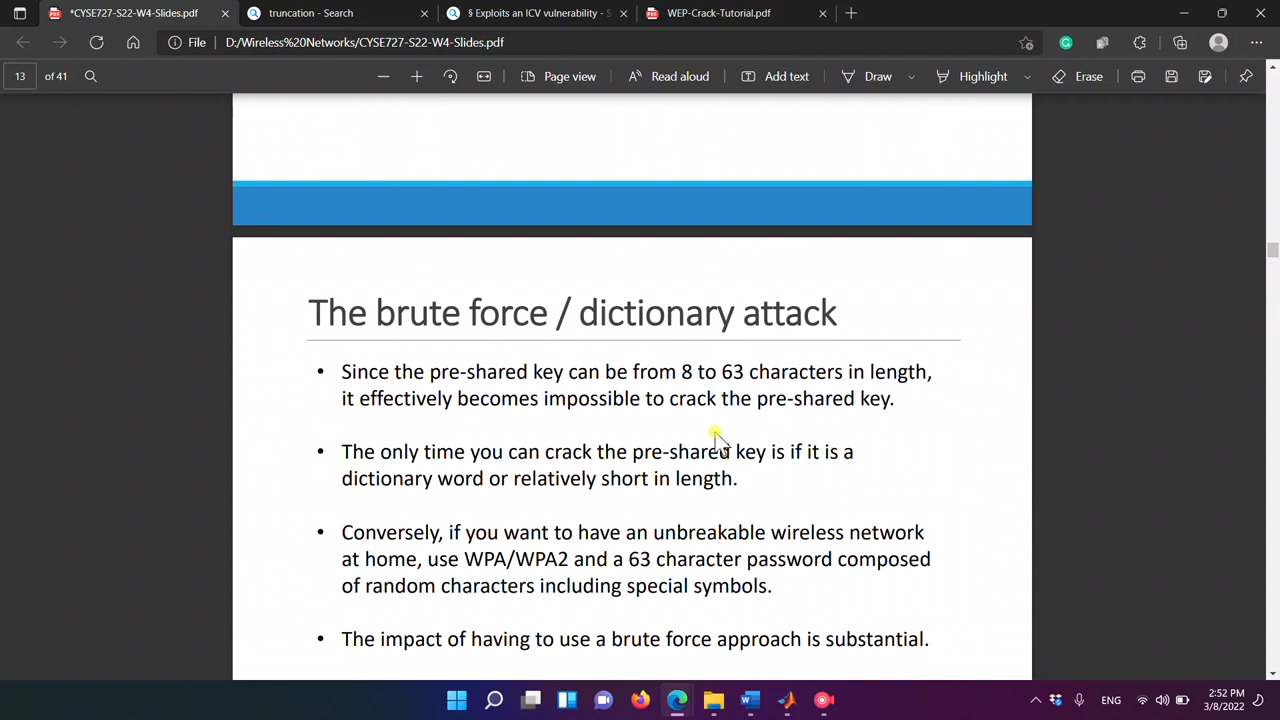 *CYSE727-S22-W4-Slides.pdf
truncation - Search
§ Exploits an ICV vulnerability - S
WEP-Crack-Tutorial.pdf
File
D:/Wireless%20Networks/CYSE727-S22-W4-Slides.pdf
13 of 41
Page view
Read aloud
Add text
Draw
Highlight
Erase
The brute force / dictionary attack
• Since the pre-shared key can be from 8 to 63 characters in length,
it effectively becomes impossible to crack the pre-shared key.
• The only time you can crack the pre-shared key is if it is a
dictionary word or relatively short in length.
• Conversely, if you want to have an unbreakable wireless network
at home, use WPA/WPA2 and a 63 character password composed
of random characters including special symbols.
• The impact of having to use a brute force approach is substantial.
ENG
2:52 PM
3/8/2022